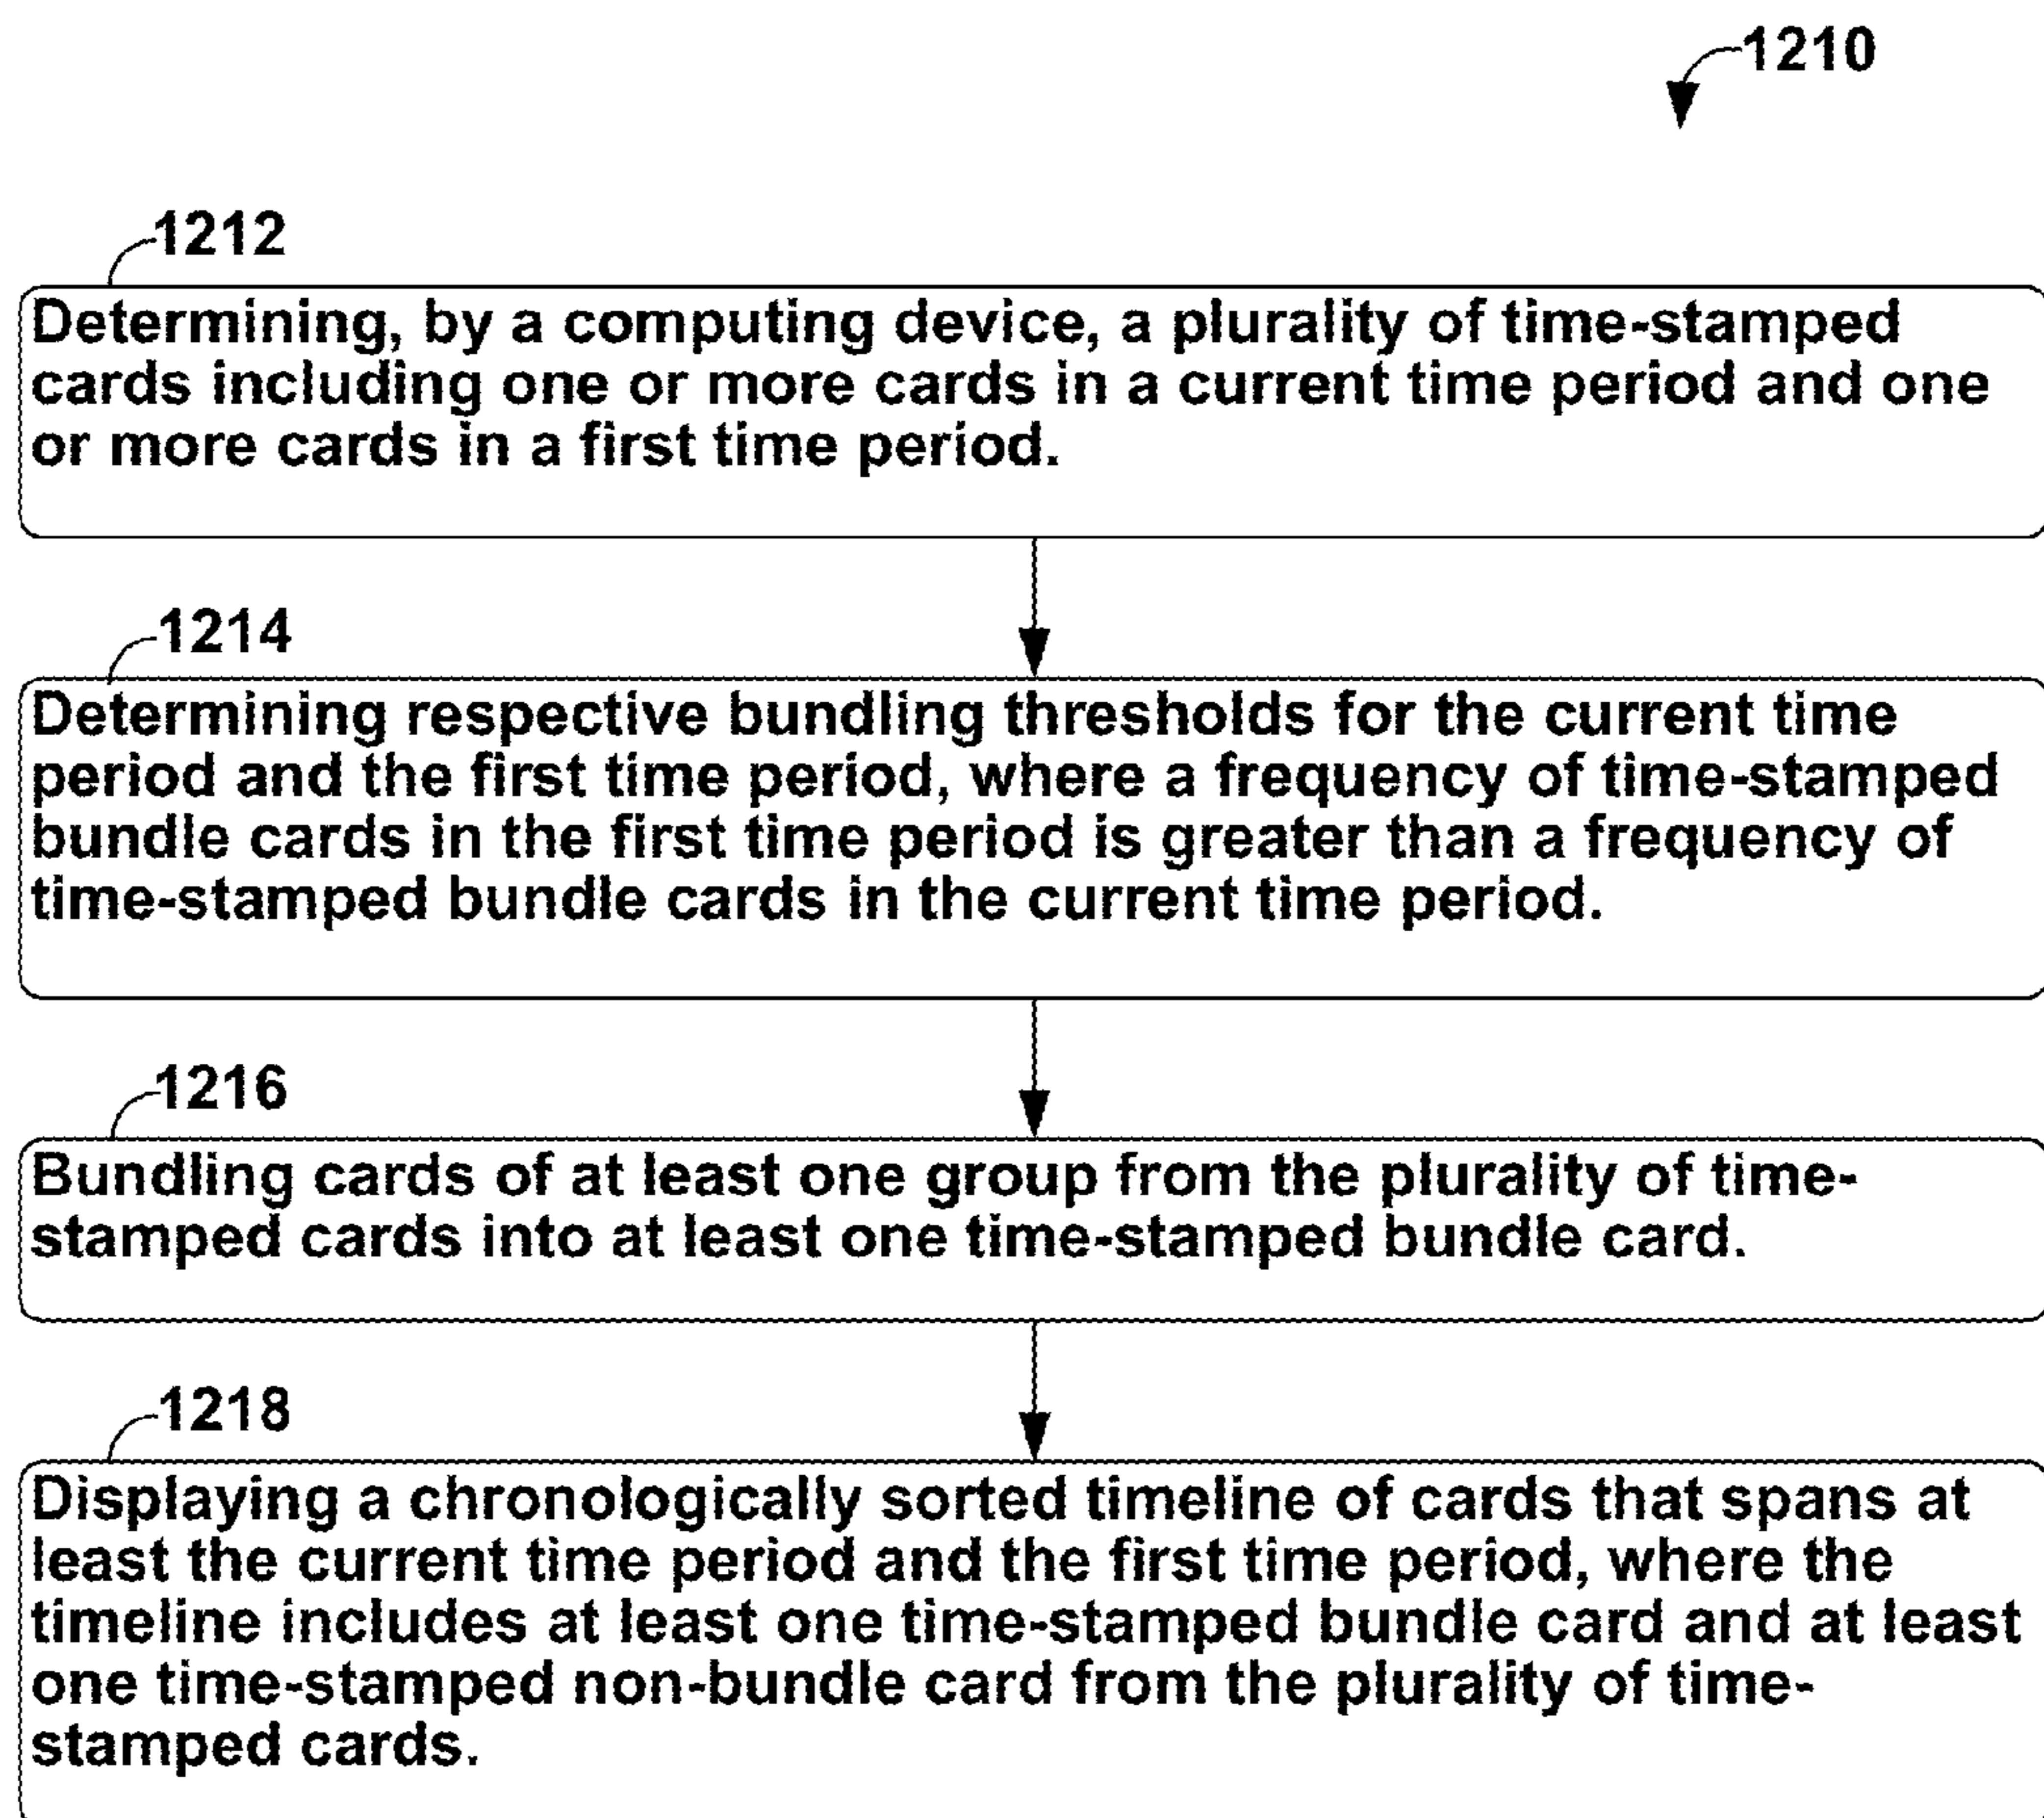 1210
1212
Determining, by a computing device, a plurality of time-stamped
cards including one or more cards in a current time period and one
or more cards in a first time period.
1214
Determining respective bundling thresholds for the current time
period and the first time period, where a frequency of time-stamped
bundle cards in the first time period is greater than a frequency of
time-stamped bundle cards in the current time period.
1216
Bundling cards of at least one group from the plurality of time-
stamped cards into at least one time-stamped bundle card.
1218
Displaying a chronologically sorted timeline of cards that spans at
least the current time period and the first time period, where the
timeline includes at least one time-stamped bundle card and at least
one time-stamped non-bundle card from the plurality of time-
stamped cards.